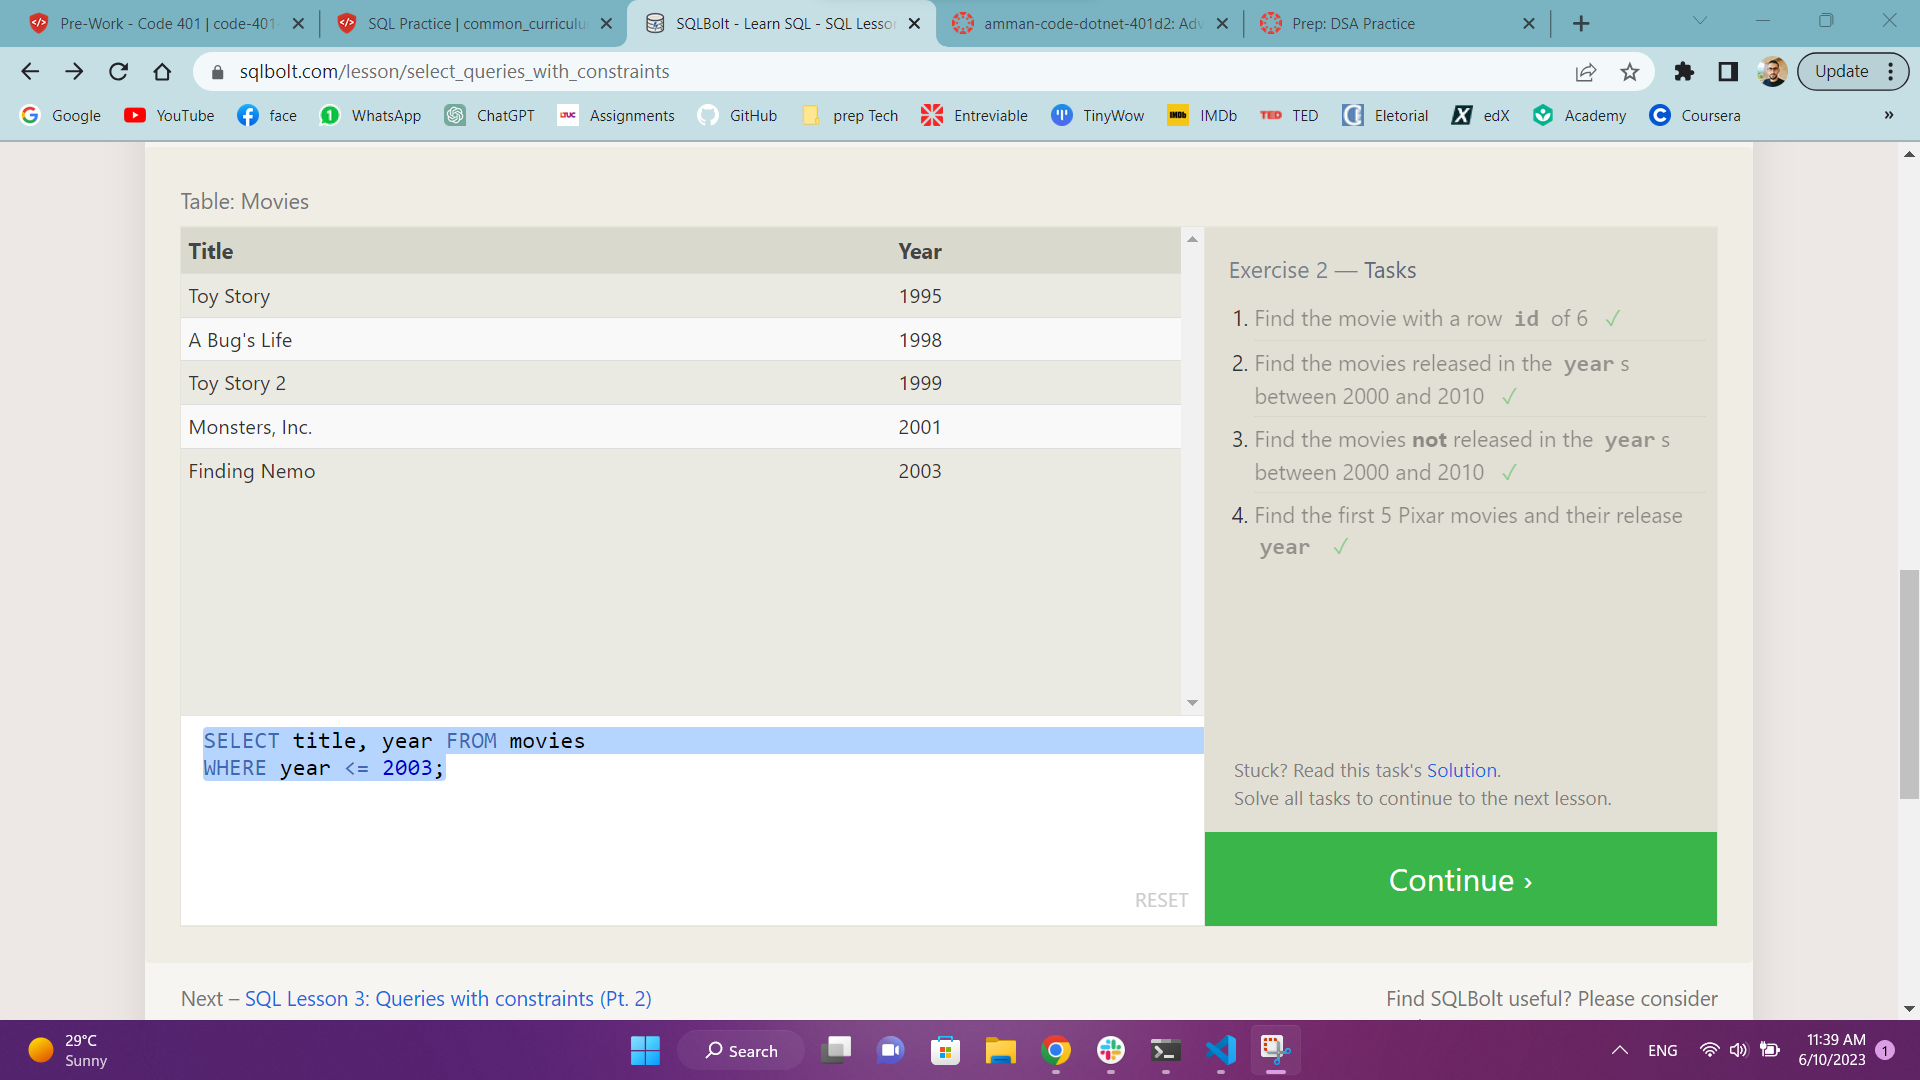 Pre-Work - Code 401 | code-401-
SQL Practice | common_curriculu
SQLBolt - Learn SQL - SQL Lesson
amman-code-dotnet-401d2: Adv
Prep: DSA Practice
sqlbolt.com/lesson/select_queries_with_constraints
Update
Google
YouTube
face
1
WhatsApp
ChatGPT
LTUC
Assignments
GitHub
prep Tech
Entreviable
TinyWow
IMDb
IMDb
TED
TED
Eletorial
edX
Academy
Coursera
»
Table: Movies
Title Year
Toy Story 1995
A Bug's Life 1998
Toy Story 2 1999
Monsters, Inc. 2001
Finding Nemo 2003
SELECT title, year FROM movies
WHERE year <= 2003;
RESET
Exercise 2 — Tasks
1. Find the movie with a row id of 6 ✓
2. Find the movies released in the year s
between 2000 and 2010 ✓
3. Find the movies not released in the year s
between 2000 and 2010 ✓
4. Find the first 5 Pixar movies and their release
year ✓
Stuck? Read this task's Solution.
Solve all tasks to continue to the next lesson.
Continue ›
Next – SQL Lesson 3: Queries with constraints (Pt. 2)
Find SQLBolt useful? Please consider
29°C
Sunny
Search
ENG
11:39 AM
6/10/2023
1